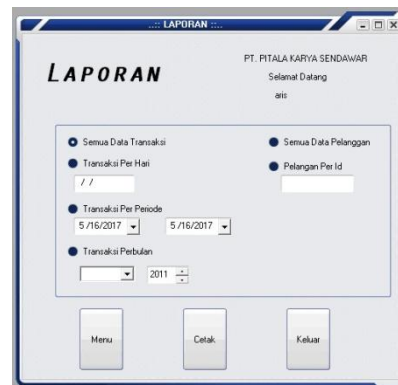 ..:: LAPORAN ::..
LAPORAN
PT. PITALA KARYA SENDAWAR
Selamat Datang
aris
Semua Data Transaksi
Semua Data Pelanggan
Transaksi Per Hari
Pelangan Per Id
/ /
Transaksi Per Periode
5 /16/2017
5 /16/2017
Transaksi Perbulan
2011
Menu
Cetak
Keluar